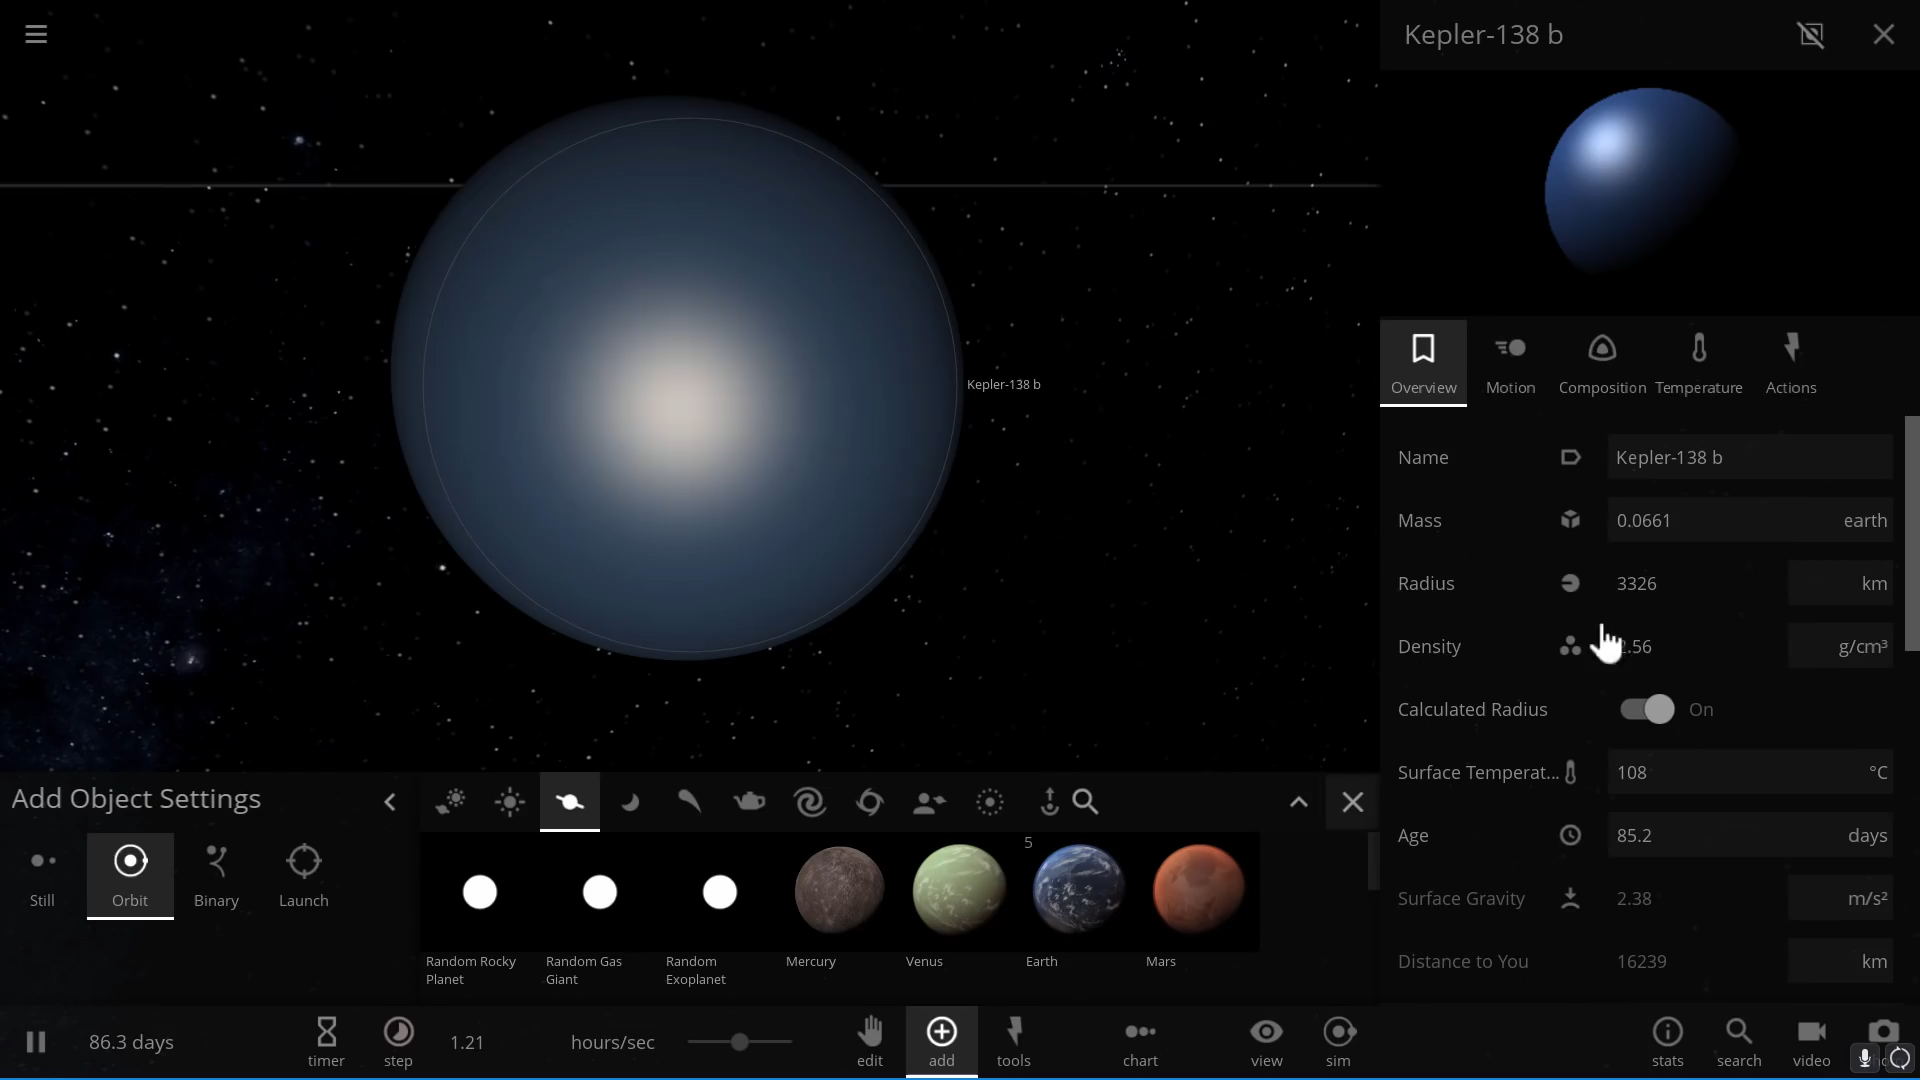 Kepler-138 b
Kepler-138 b
Overview
Motion
Composition
Temperature
Actions
Name
Kepler-138 b
Mass
0.0661
earth
Radius
3326
km
Density
.56
g/cm³
Calculated Radius
On
Surface Temperat...
108
°C
Age
85.2
days
Surface Gravity
2.38
m/s²
Distance to You
16239
km
Add Object Settings
Still
Orbit
Binary
Launch
5
Random Rocky
Planet
Random Gas
Giant
Random
Exoplanet
Mercury
Venus
Earth
Mars
86.3 days
timer
step
1.21
hours/sec
edit
add
tools
chart
view
sim
stats
search
video